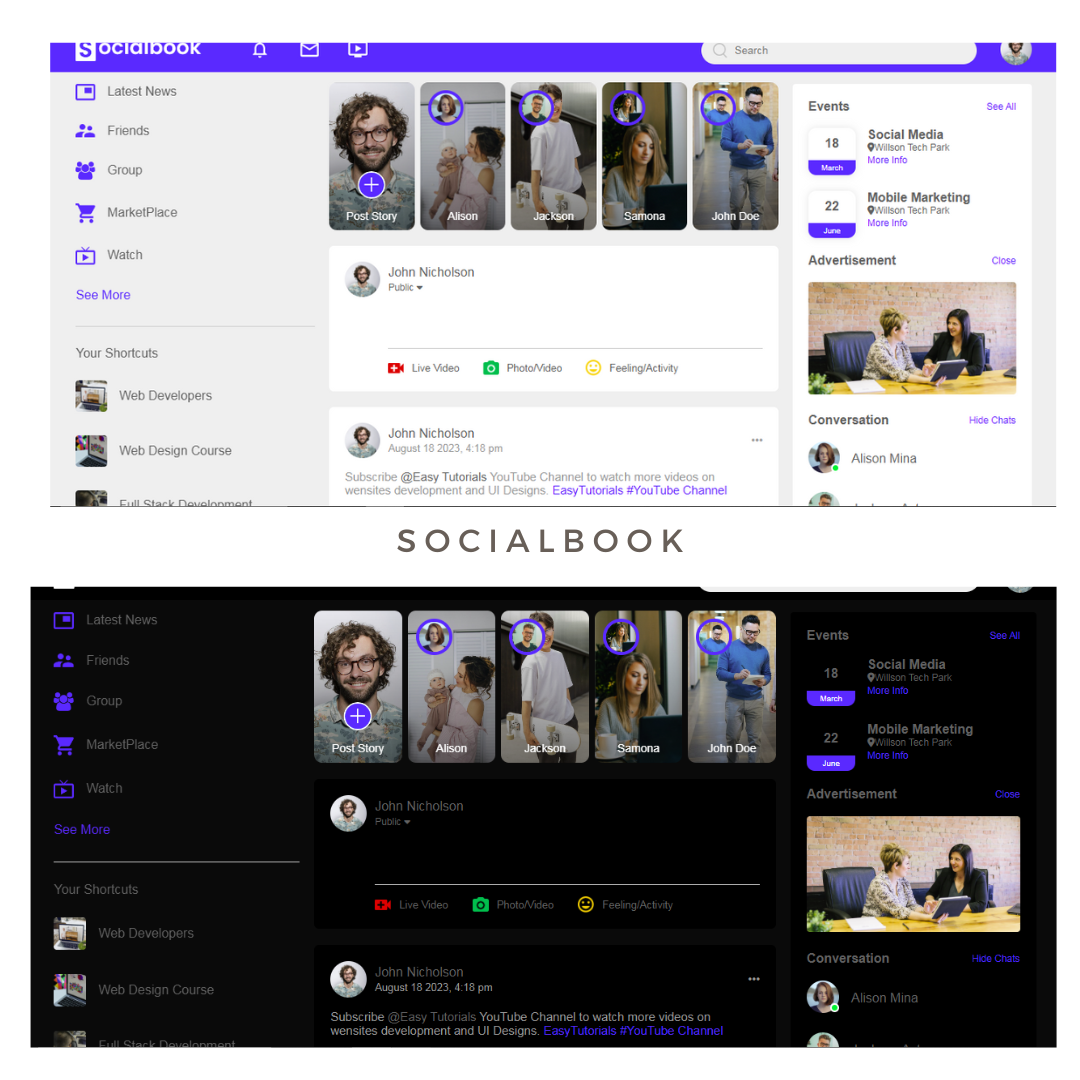 Socialbook
Search
Latest News
Friends
Group
MarketPlace
Watch
See More
Your Shortcuts
Web Developers
Web Design Course
Full Stack Development
Post Story
Alison
Jackson
Samona
John Doe
John Nicholson
Public
Live Video
Photo/Video
Feeling/Activity
John Nicholson
August 18 2023, 4:18 pm
Subscribe @Easy Tutorials YouTube Channel to watch more videos on
wensites development and UI Designs. EasyTutorials #YouTube Channel
Events See All
18 March
Social Media
Willson Tech Park
More Info
22 June
Mobile Marketing
Willson Tech Park
More Info
Advertisement Close
Conversation Hide Chats
Alison Mina
SOCIALBOOK
Latest News
Friends
Group
MarketPlace
Watch
See More
Your Shortcuts
Web Developers
Web Design Course
Full Stack Development
Post Story
Alison
Jackson
Samona
John Doe
John Nicholson
Public
Live Video
Photo/Video
Feeling/Activity
John Nicholson
August 18 2023, 4:18 pm
Subscribe @Easy Tutorials YouTube Channel to watch more videos on
wensites development and UI Designs. EasyTutorials #YouTube Channel
Events See All
18 March
Social Media
Willson Tech Park
More Info
22 June
Mobile Marketing
Willson Tech Park
More Info
Advertisement Close
Conversation Hide Chats
Alison Mina